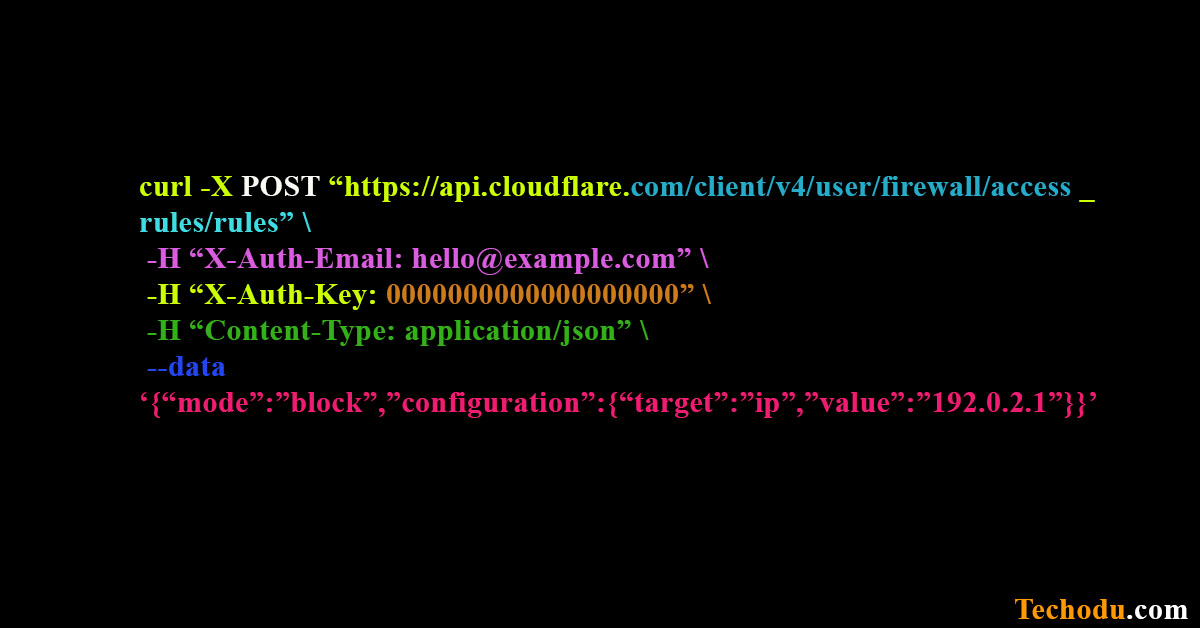 curl -X POST “https://api.cloudflare.com/client/v4/user/firewall/access _
rules/rules” \
-H “X-Auth-Email: hello@example.com” \
-H “X-Auth-Key: 0000000000000000000” \
-H “Content-Type: application/json” \
--data
‘{“mode”:”block”,”configuration”:{“target”:”ip”,”value”:”192.0.2.1”}}’
Techodu.com